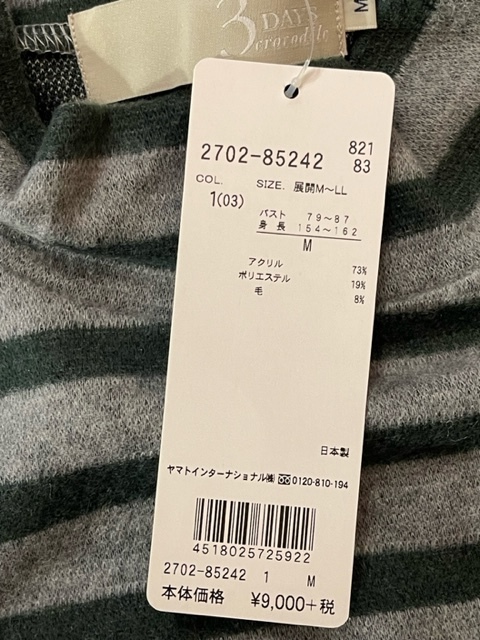 3
DAYS
crocodile
M
2702-85242
821
83
COL.
SIZE. 展開M〜LL
1(03)
バスト 79〜87
身長 154〜162
M
アクリル 73%
ポリエステル 19%
毛 8%
日本製
ヤマトインターナショナル㈱ 0120-810-194
4518025725922
2702-85242 1 M
本体価格 ¥9,000+税